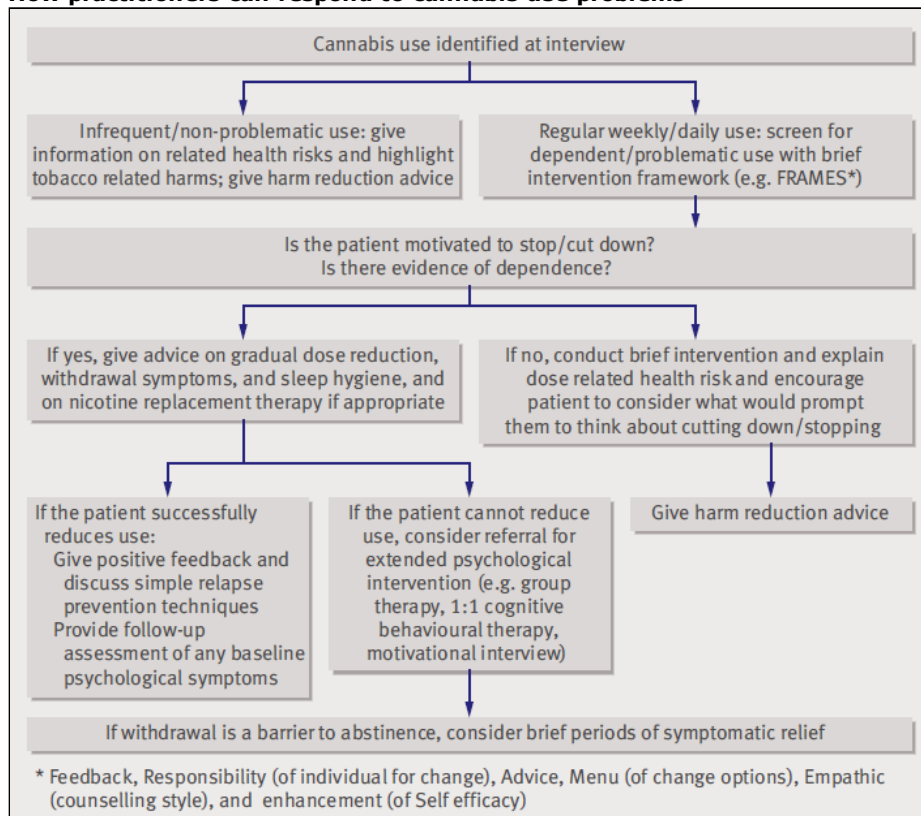 How practitioners can respond to cannabis use problems
Cannabis use identified at interview
Infrequent/non-problematic use: give
information on related health risks and highlight
tobacco related harms; give harm reduction advice
Regular weekly/daily use: screen for
dependent/problematic use with brief
intervention framework (e.g. FRAMES*)
Is the patient motivated to stop/cut down?
Is there evidence of dependence?
If yes, give advice on gradual dose reduction,
withdrawal symptoms, and sleep hygiene, and
on nicotine replacement therapy if appropriate
If no, conduct brief intervention and explain
dose related health risk and encourage
patient to consider what would prompt
them to think about cutting down/stopping
If the patient successfully
reduces use:
Give positive feedback and
discuss simple relapse
prevention techniques
Provide follow-up
assessment of any baseline
psychological symptoms
If the patient cannot reduce
use, consider referral for
extended psychological
intervention (e.g. group
therapy, 1:1 cognitive
behavioural therapy,
motivational interview)
Give harm reduction advice
If withdrawal is a barrier to abstinence, consider brief periods of symptomatic relief
* Feedback, Responsibility (of individual for change), Advice, Menu (of change options), Empathic
(counselling style), and enhancement (of Self efficacy)